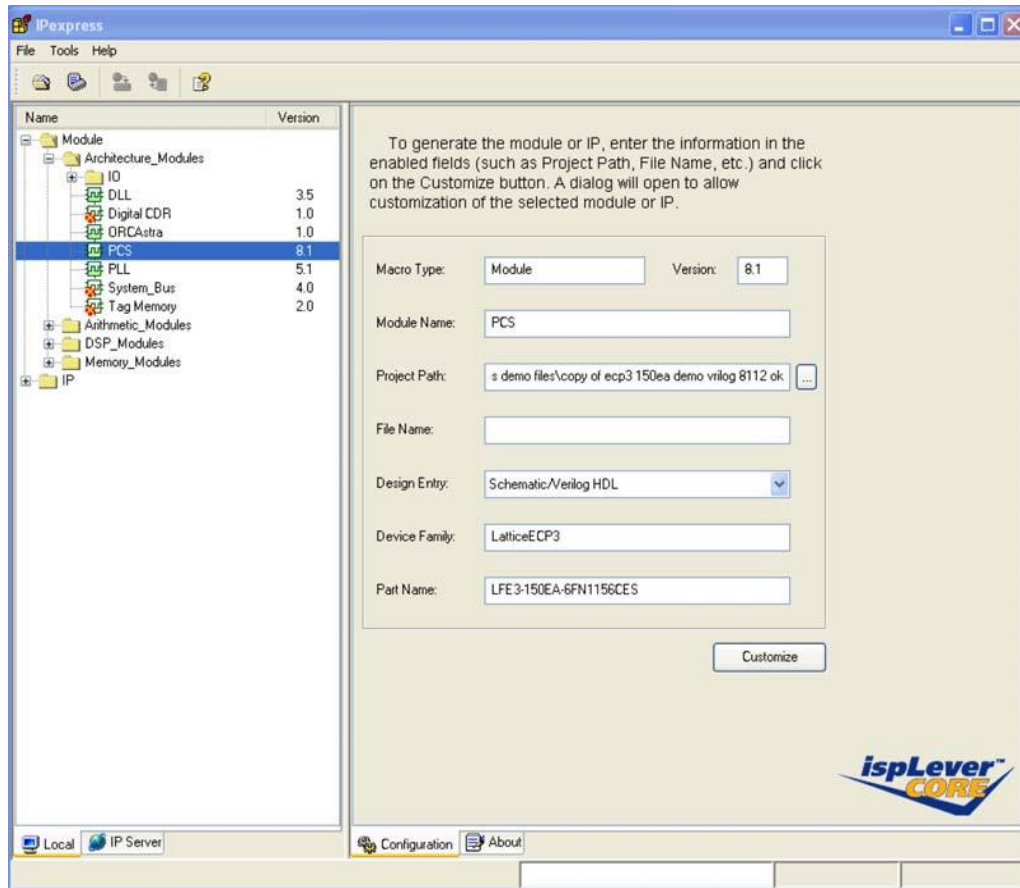 IPexpress
File Tools Help
Name Version
Module
Architecture_Modules
IO
DLL 3.5
Digital CDR 1.0
ORCAstra 1.0
PCS 8.1
PLL 5.1
System_Bus 4.0
Tag Memory 2.0
Arithmetic_Modules
DSP_Modules
Memory_Modules
IP
Local
IP Server
To generate the module or IP, enter the information in the
enabled fields (such as Project Path, File Name, etc.) and click
on the Customize button. A dialog will open to allow
customization of the selected module or IP.
Macro Type: Module Version: 8.1
Module Name: PCS
Project Path: s demo files\copy of ecp3 150ea demo vrilog 8112 ok ...
File Name:
Design Entry: Schematic/Verilog HDL
Device Family: LatticeECP3
Part Name: LFE3-150EA-6FN1156CES
Customize
ispLever™
CORE
Configuration
About